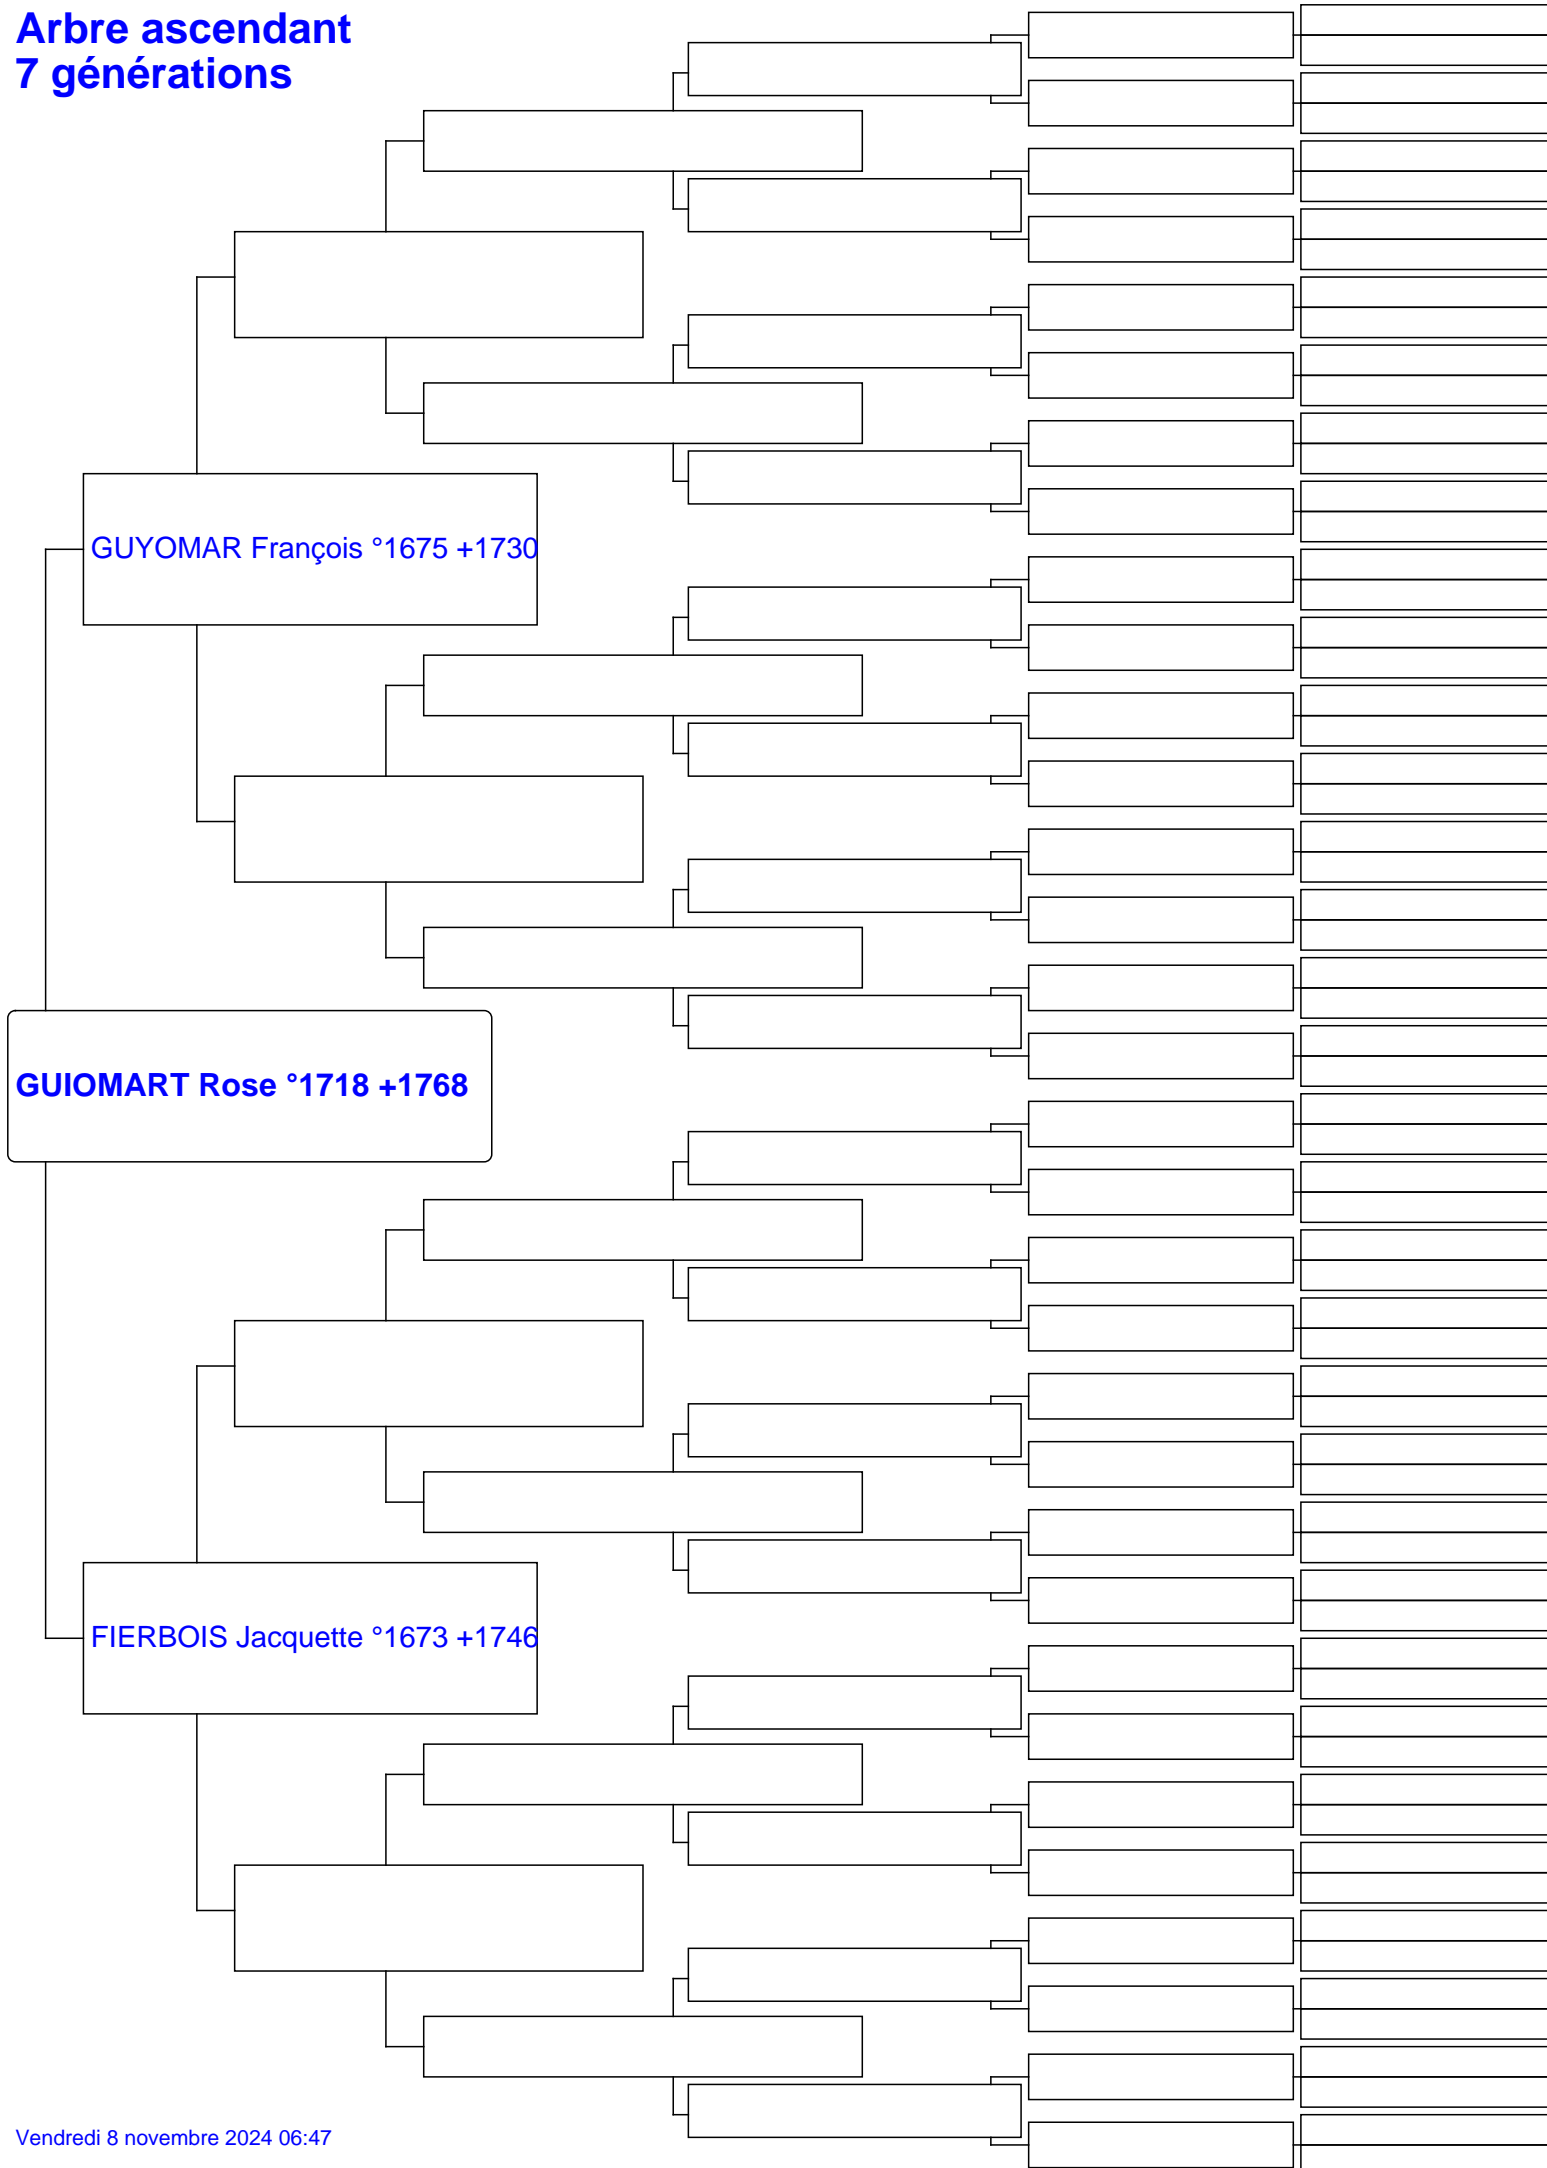 Arbre ascendant
7 générations
GUYOMAR François °1675 +1730
GUIOMART Rose °1718 +1768
FIERBOIS Jacquette °1673 +1746
Vendredi 8 novembre 2024 06:47